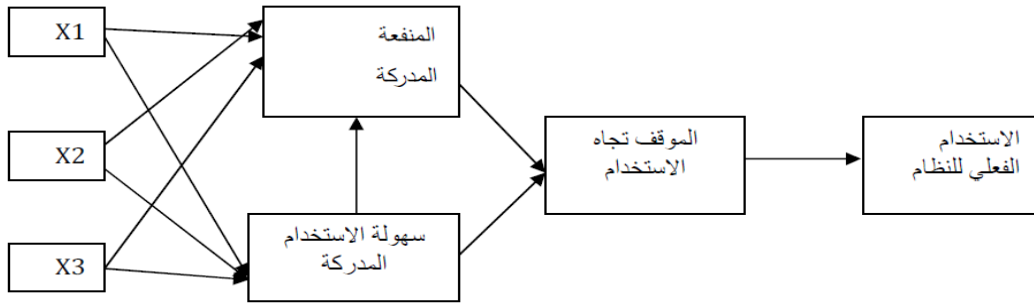 X1
X2
X3
المنفعة
المدركة
سهولة الاستخدام
المدركة
الموقف تجاه
الاستخدام
الاستخدام
الفعلي للنظام